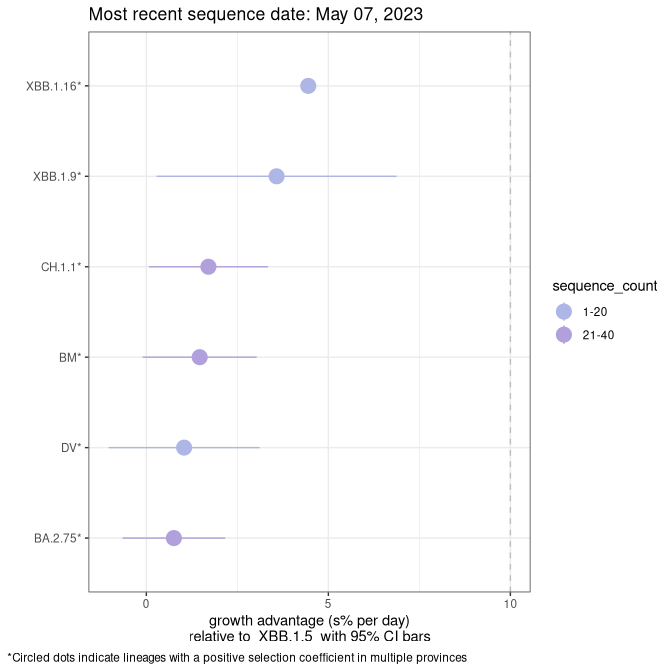 Most recent sequence date: May 07, 2023
XBB.1.16*
XBB.1.9*
CH.1.1*
BM*
DV*
BA.2.75*
sequence_count
1-20
21-40
0 5 10
growth advantage (s% per day)
relative to XBB.1.5 with 95% CI bars
*Circled dots indicate lineages with a positive selection coefficient in multiple provinces